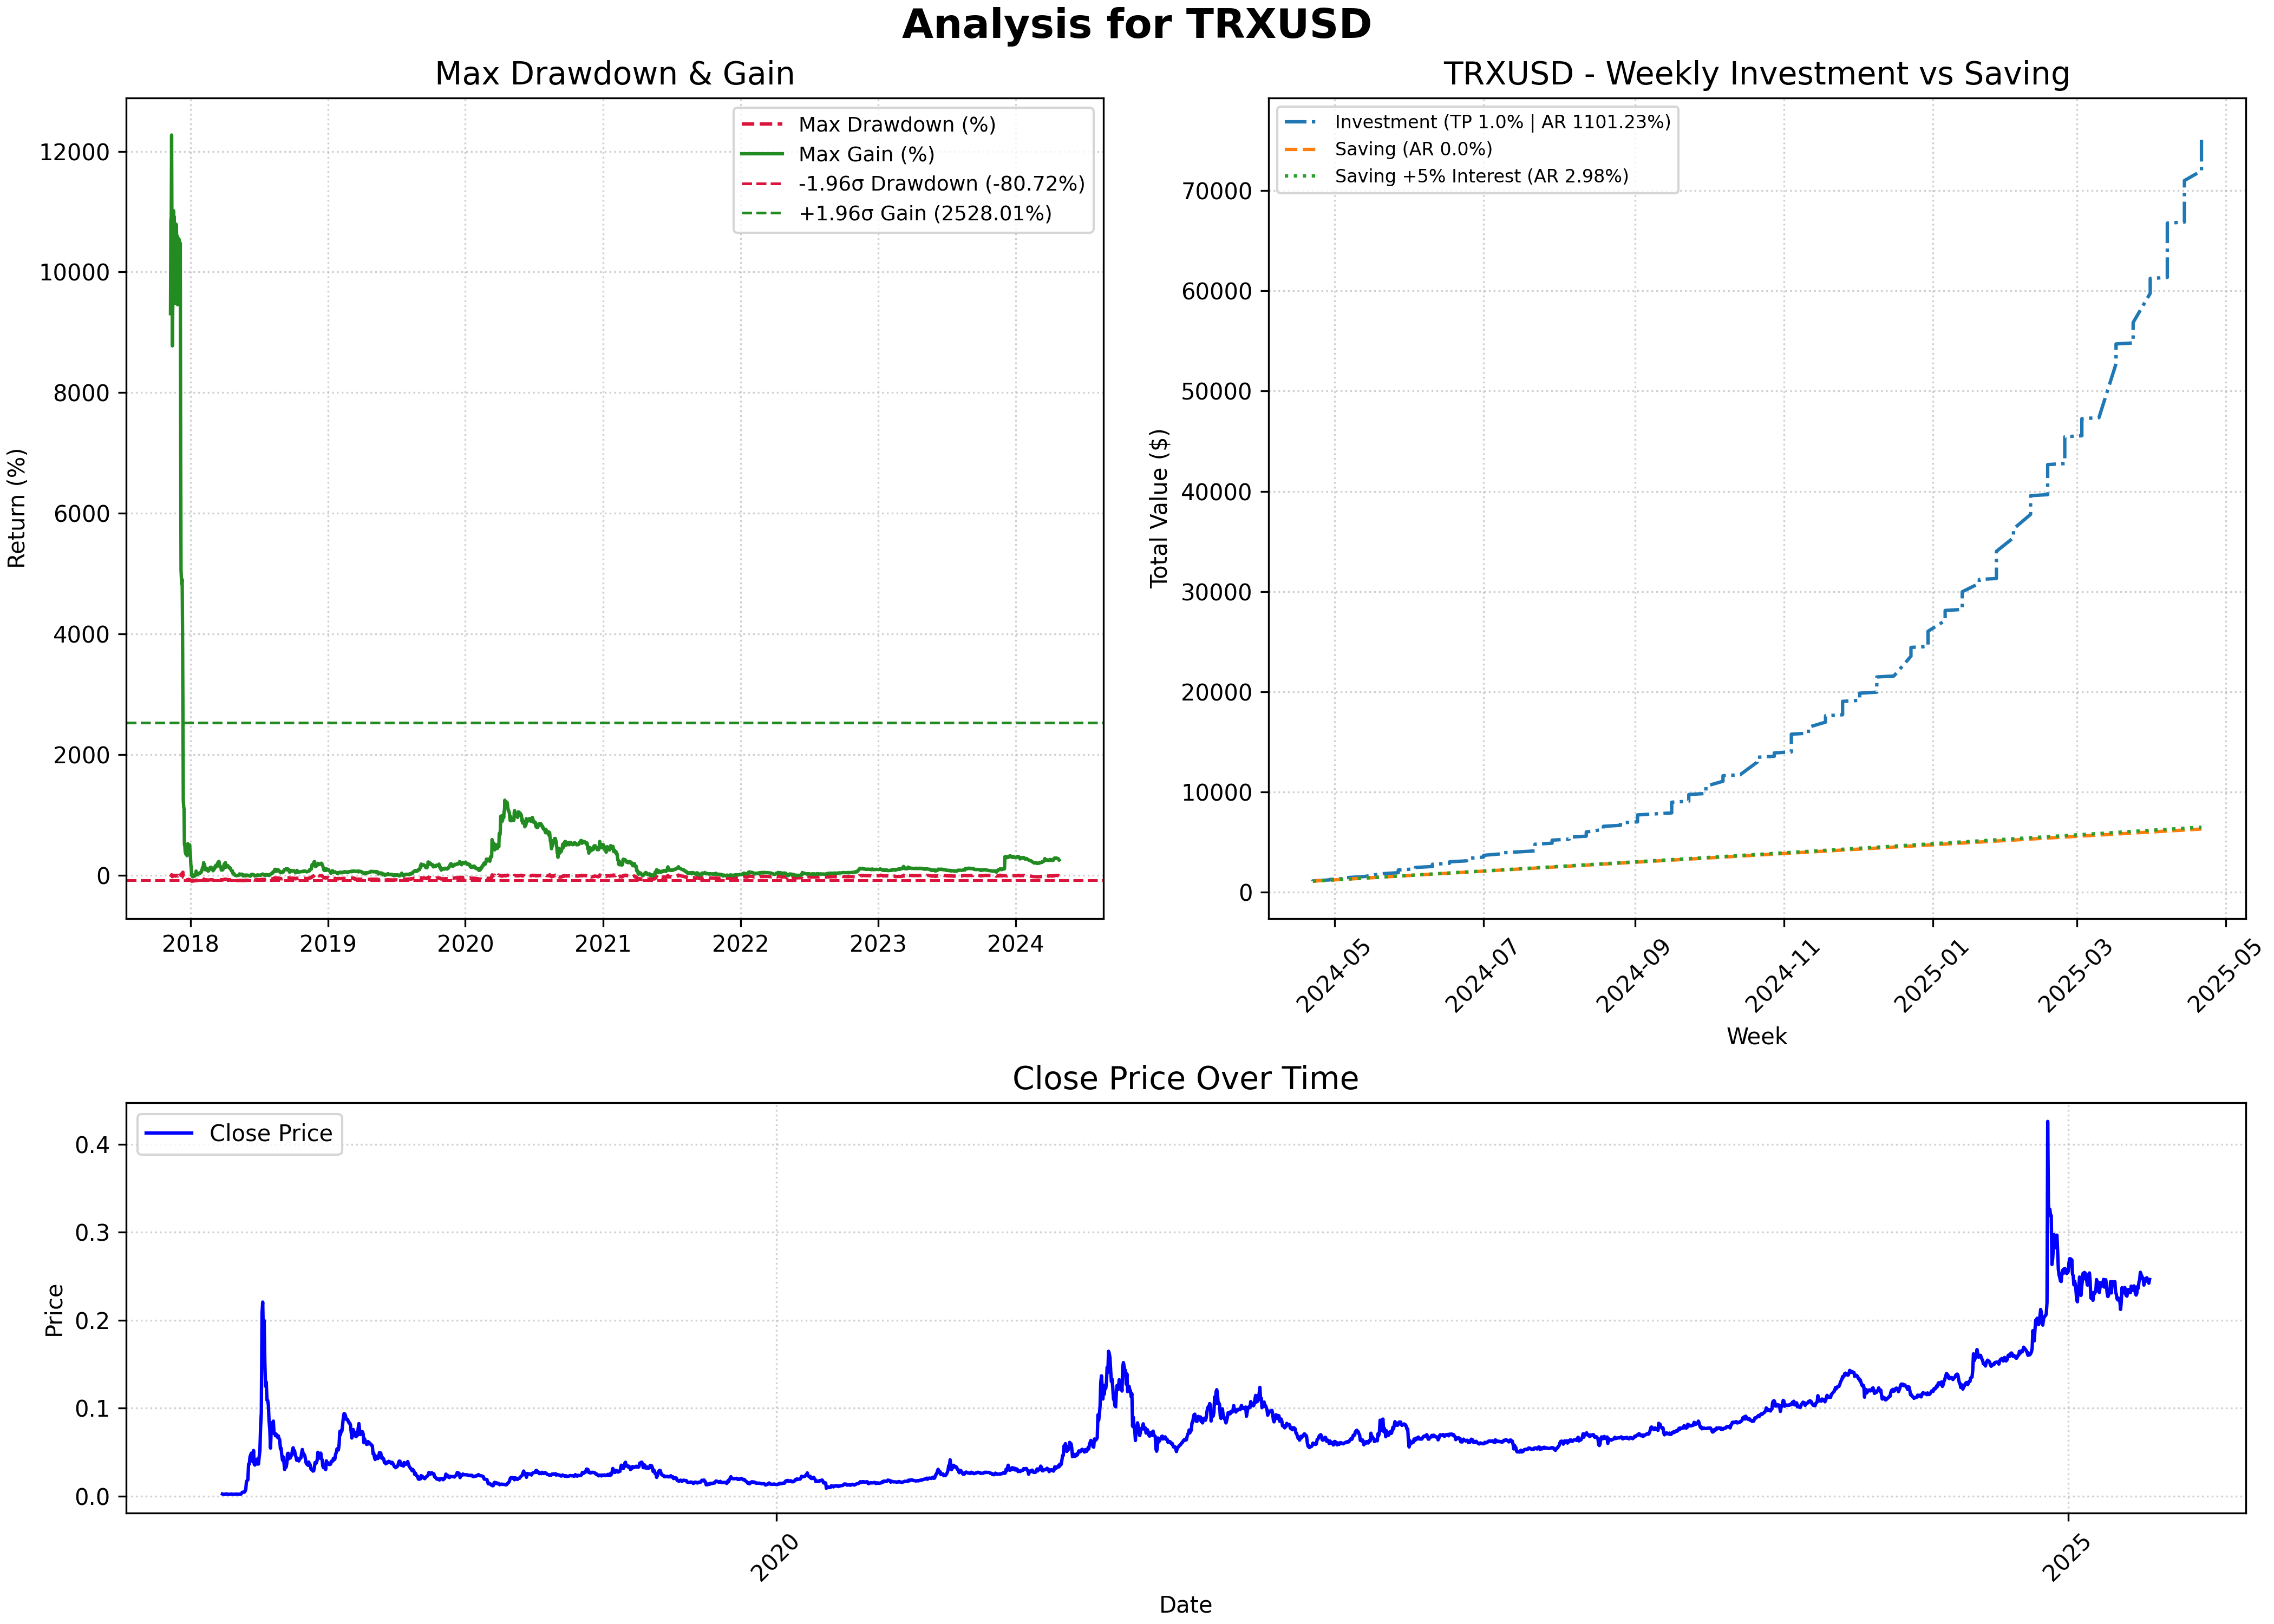 Analysis for TRXUSD
Max Drawdown & Gain
Return (%)
12000
10000
8000
6000
4000
2000
0
Max Drawdown (%)
Max Gain (%)
-1.96σ Drawdown (-80.72%)
+1.96σ Gain (2528.01%)
2018
2019
2020
2021
2022
2023
2024
TRXUSD - Weekly Investment vs Saving
Total Value ($)
70000
60000
50000
40000
30000
20000
10000
0
Investment (TP 1.0% | AR 1101.23%)
Saving (AR 0.0%)
Saving +5% Interest (AR 2.98%)
2024-05
2024-07
2024-09
2024-11
2025-01
2025-03
2025-05
Week
Close Price Over Time
Price
0.4
0.3
0.2
0.1
0.0
Close Price
2020
2025
Date